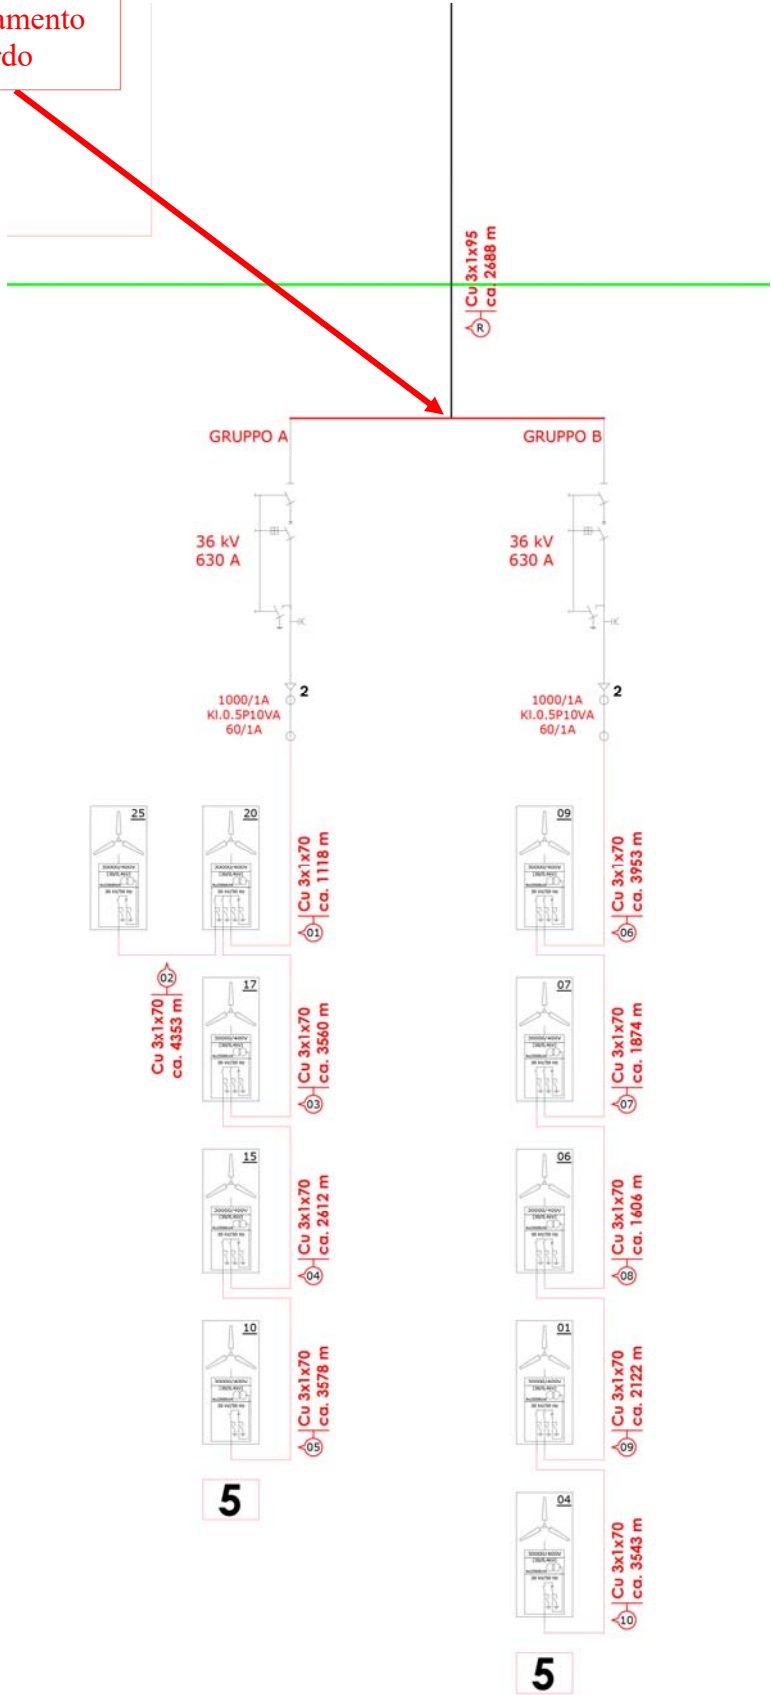 amento
rdo
Cu 3x1x95
ca. 2688 m
R
GRUPPO A
GRUPPO B
36 kV
630 A
36 kV
630 A
2
2
1000/1A
Kl.0.5P10VA
60/1A
1000/1A
Kl.0.5P10VA
60/1A
25
20
Cu 3x1x70
ca. 1118 m
01
09
Cu 3x1x70
ca. 3953 m
06
02
Cu 3x1x70
ca. 4353 m
17
Cu 3x1x70
ca. 3560 m
03
07
Cu 3x1x70
ca. 1874 m
07
15
Cu 3x1x70
ca. 2612 m
04
06
Cu 3x1x70
ca. 1606 m
08
10
Cu 3x1x70
ca. 3578 m
05
01
Cu 3x1x70
ca. 2122 m
09
5
04
Cu 3x1x70
ca. 3543 m
10
5